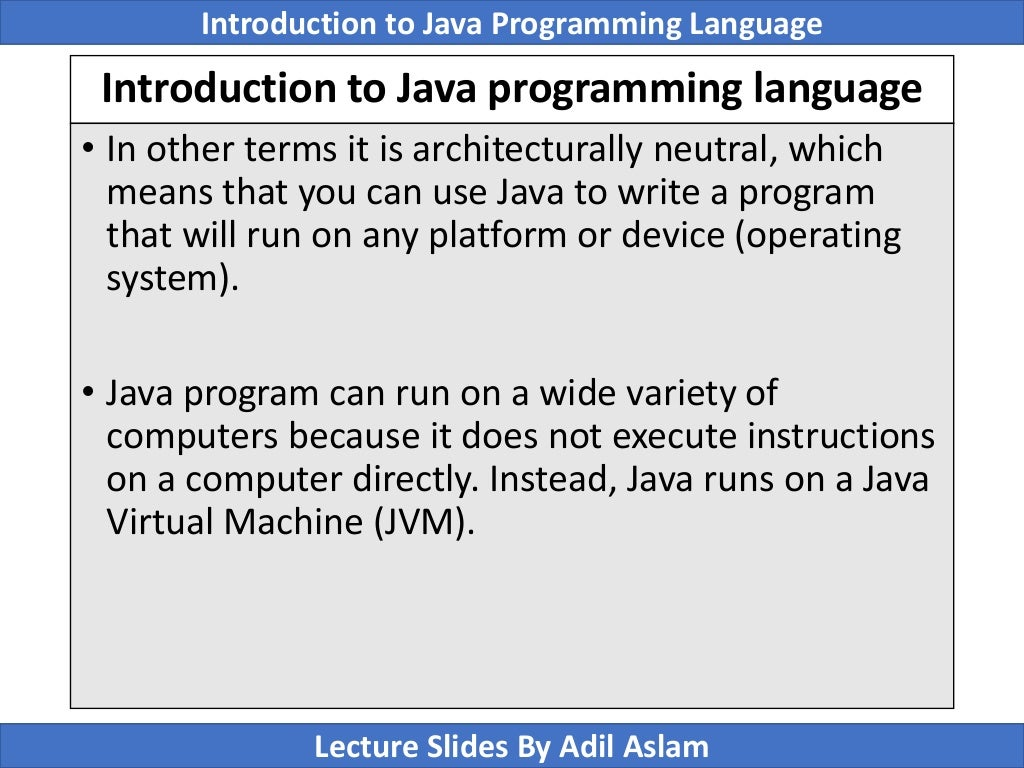 Introduction to Java Programming Language
Introduction to Java programming language
• In other terms it is architecturally neutral, which
means that you can use Java to write a program
that will run on any platform or device (operating
system).
• Java program can run on a wide variety of
computers because it does not execute instructions
on a computer directly. Instead, Java runs on a Java
Virtual Machine (JVM).
Lecture Slides By Adil Aslam